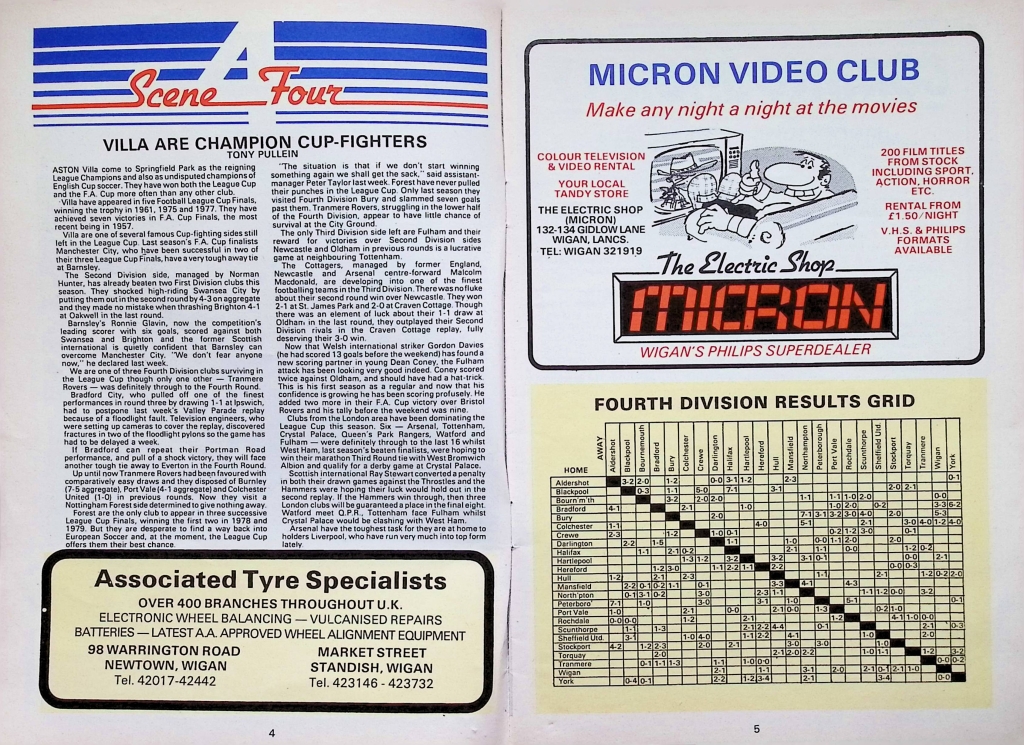 A
Scene Four
VILLA ARE CHAMPION CUP-FIGHTERS
TONY PULLEIN
ASTON Villa come to Springfield Park as the reigning
League Champions and also as undisputed champions of
English Cup soccer. They have won both the League Cup
and the F.A. Cup more often than any other club.
Villa have appeared in five Football League Cup Finals,
winning the trophy in 1961, 1975 and 1977. They have
achieved seven victories in F.A. Cup Finals, the most
recent being in 1957.
Villa are one of several famous Cup-fighting sides still
left in the League Cup. Last season's F.A. Cup finalists
Manchester City, who have been successful in two of
their three League Cup Finals, have a very tough away tie
at Barnsley.
The Second Division side, managed by Norman
Hunter, has already beaten two First Division clubs this
season. They shocked high-riding Swansea City by
putting them out in the second round by 4-3 on aggregate
and they made no mistake when thrashing Brighton 4-1
at Oakwell in the last round.
Barnsley's Ronnie Glavin, now the competition's
leading scorer with six goals, scored against both
Swansea and Brighton and the former Scottish
international is quietly confident that Barnsley can
overcome Manchester City. "We don't fear anyone
now," he declared last week.
We are one of three Fourth Division clubs surviving in
the League Cup though only one other — Tranmere
Rovers — was definitely through to the Fourth Round.
Bradford City, who pulled off one of the finest
performances in round three by drawing 1-1 at Ipswich,
had to postpone last week's Valley Parade replay
because of a floodlight fault. Television engineers, who
were setting up cameras to cover the replay, discovered
fractures in two of the floodlight pylons so the game has
had to be delayed a week.
If Bradford can repeat their Portman Road
performance, and pull of a shock victory, they will face
another tough tie away to Everton in the Fourth Round.
Up until now Tranmere Rovers had been favoured with
comparatively easy draws and they disposed of Burnley
(7-5 aggregate), Port Vale (4-1 aggregate) and Colchester
United (1-0) in previous rounds. Now they visit a
Nottingham Forest side determined to give nothing away.
Forest are the only club to appear in three successive
League Cup Finals, winning the first two in 1978 and
1979. But they are desperate to find a way back into
European Soccer and, at the moment, the League Cup
offers them their best chance.
"The situation is that if we don't start winning
something again we shall get the sack," said assistant-
manager Peter Taylor last week. Forest have never pulled
their punches in the League Cup. Only last season they
visited Fourth Division Bury and slammed seven goals
past them. Tranmere Rovers, struggling in the lower half
of the Fourth Division, appear to have little chance of
survival at the City Ground.
The only Third Division side left are Fulham and their
reward for victories over Second Division sides
Newcastle and Oldham in previous rounds is a lucrative
game at neighbouring Tottenham.
The Cottagers, managed by former England,
Newcastle and Arsenal centre-forward Malcolm
Macdonald, are developing into one of the finest
footballing teams in the Third Division. There was no fluke
about their second round win over Newcastle. They won
2-1 at St. James Park and 2-0 at Craven Cottage. Though
there was an element of luck about their 1-1 draw at
Oldham in the last round, they outplayed their Second
Division rivals in the Craven Cottage replay, fully
deserving their 3-0 win.
Now that Welsh international striker Gordon Davies
(he had scored 13 goals before the weekend) has found a
new scoring partner in young Dean Coney, the Fulham
attack has been looking very good indeed. Coney scored
twice against Oldham, and should have had a hat-trick.
This is his first season as a regular and now that his
confidence is growing he has been scoring profusely. He
added two more in their F.A. Cup victory over Bristol
Rovers and his tally before the weekend was nine.
Clubs from the London area have been dominating the
League Cup this season. Six — Arsenal, Tottenham,
Crystal Palace, Queen's Park Rangers, Watford and
Fulham — were definitely through to the last 16 whilst
West Ham, last season's beaten finalists, were hoping to
win their marathon Third Round tie with West Bromwich
Albion and qualify for a derby game at Crystal Palace.
Scottish international Ray Stewart converted a penalty
in both their drawn games against the Throstles and the
Hammers were hoping their luck would hold out in the
second replay. If the Hammers win through, then three
London clubs will be guaranteed a place in the final eight.
Watford meet Q.P.R., Tottenham face Fulham whilst
Crystal Palace would be clashing with West Ham.
Arsenal have the toughest task for they are at home to
holders Liverpool, who have run very much into top form
lately.
Associated Tyre Specialists
OVER 400 BRANCHES THROUGHOUT U.K.
ELECTRONIC WHEEL BALANCING — VULCANISED REPAIRS
BATTERIES — LATEST A.A. APPROVED WHEEL ALIGNMENT EQUIPMENT
98 WARRINGTON ROAD
NEWTOWN, WIGAN
Tel. 42017-42442
MARKET STREET
STANDISH, WIGAN
Tel. 423146 - 423732
4
MICRON VIDEO CLUB
Make any night a night at the movies
COLOUR TELEVISION
& VIDEO RENTAL
YOUR LOCAL
TANDY STORE
THE ELECTRIC SHOP
(MICRON)
132-134 GIDLOW LANE
WIGAN, LANCS.
TEL: WIGAN 321919
200 FILM TITLES
FROM STOCK
INCLUDING SPORT,
ACTION, HORROR
ETC.
RENTAL FROM
£1.50/NIGHT
V.H.S. & PHILIPS
FORMATS
AVAILABLE
The Electric Shop
MICRON
WIGAN'S PHILIPS SUPERDEALER
FOURTH DIVISION RESULTS GRID
AWAY
Aldershot
Blackpool
Bournemouth
Bradford
Bury
Colchester
Crewe
Darlington
Halifax
Hartlepool
Hereford
Hull
Mansfield
Northampton
Peterborough
Port Vale
Rochdale
Scunthorpe
Sheffield Utd.
Stockport
Torquay
Tranmere
Wigan
York
HOME
Aldershot
Blackpool
Bourn'm'th
Bradford
Bury
Colchester
Crewe
Darlington
Halifax
Hartlepool
Hereford
Hull
Mansfield
North'pton
Peterboro'
Port Vale
Rochdale
Scunthorpe
Sheffield Utd.
Stockport
Torquay
Tranmere
Wigan
York
5